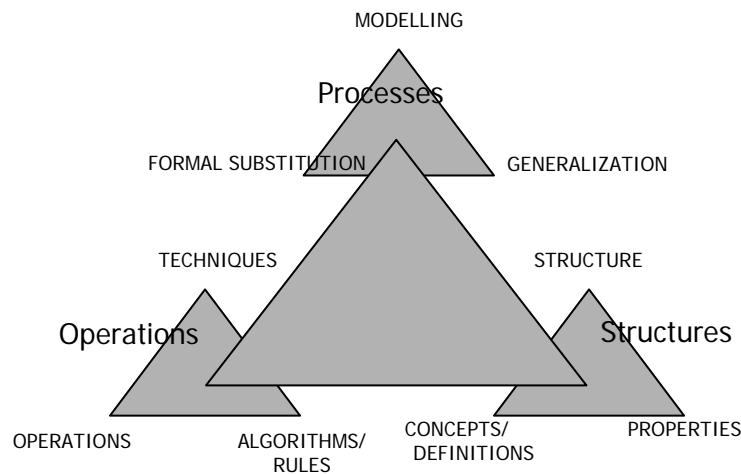 MODELLING
Processes
FORMAL SUBSTITUTION
GENERALIZATION
TECHNIQUES
STRUCTURE
Operations
Structures
OPERATIONS
ALGORITHMS/
RULES
CONCEPTS/
DEFINITIONS
PROPERTIES